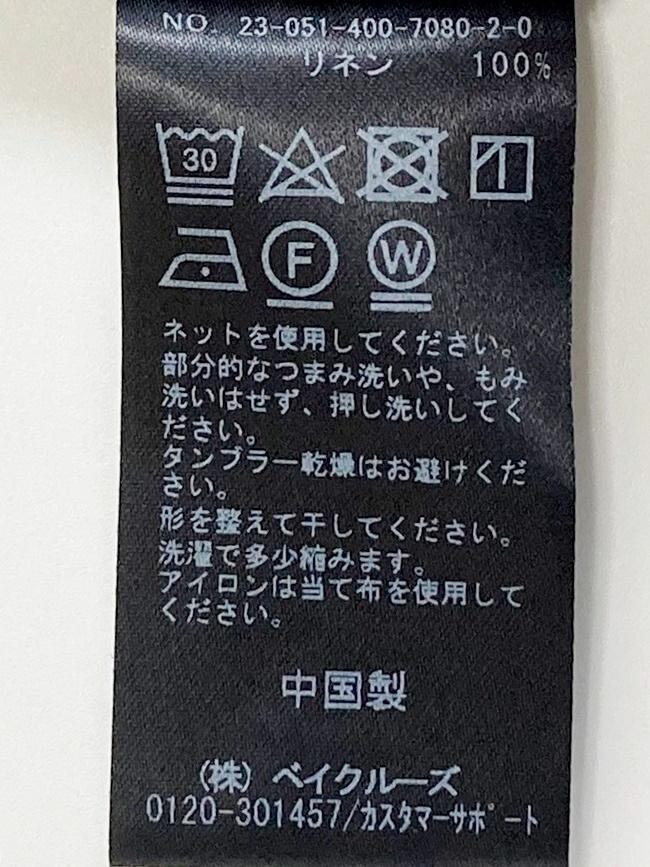 NO. 23-051-400-7080-2-0
リネン 100%
30
F W
ネットを使用してください。
部分的なつまみ洗いや、もみ
洗いはせず、押し洗いしてく
ださい。
タンブラー乾燥はお避けくだ
さい。
形を整えて干してください。
洗濯で多少縮みます。
アイロンは当て布を使用して
ください。
中国製
(株) ベイクルーズ
0120-301457/カスタマーサポート